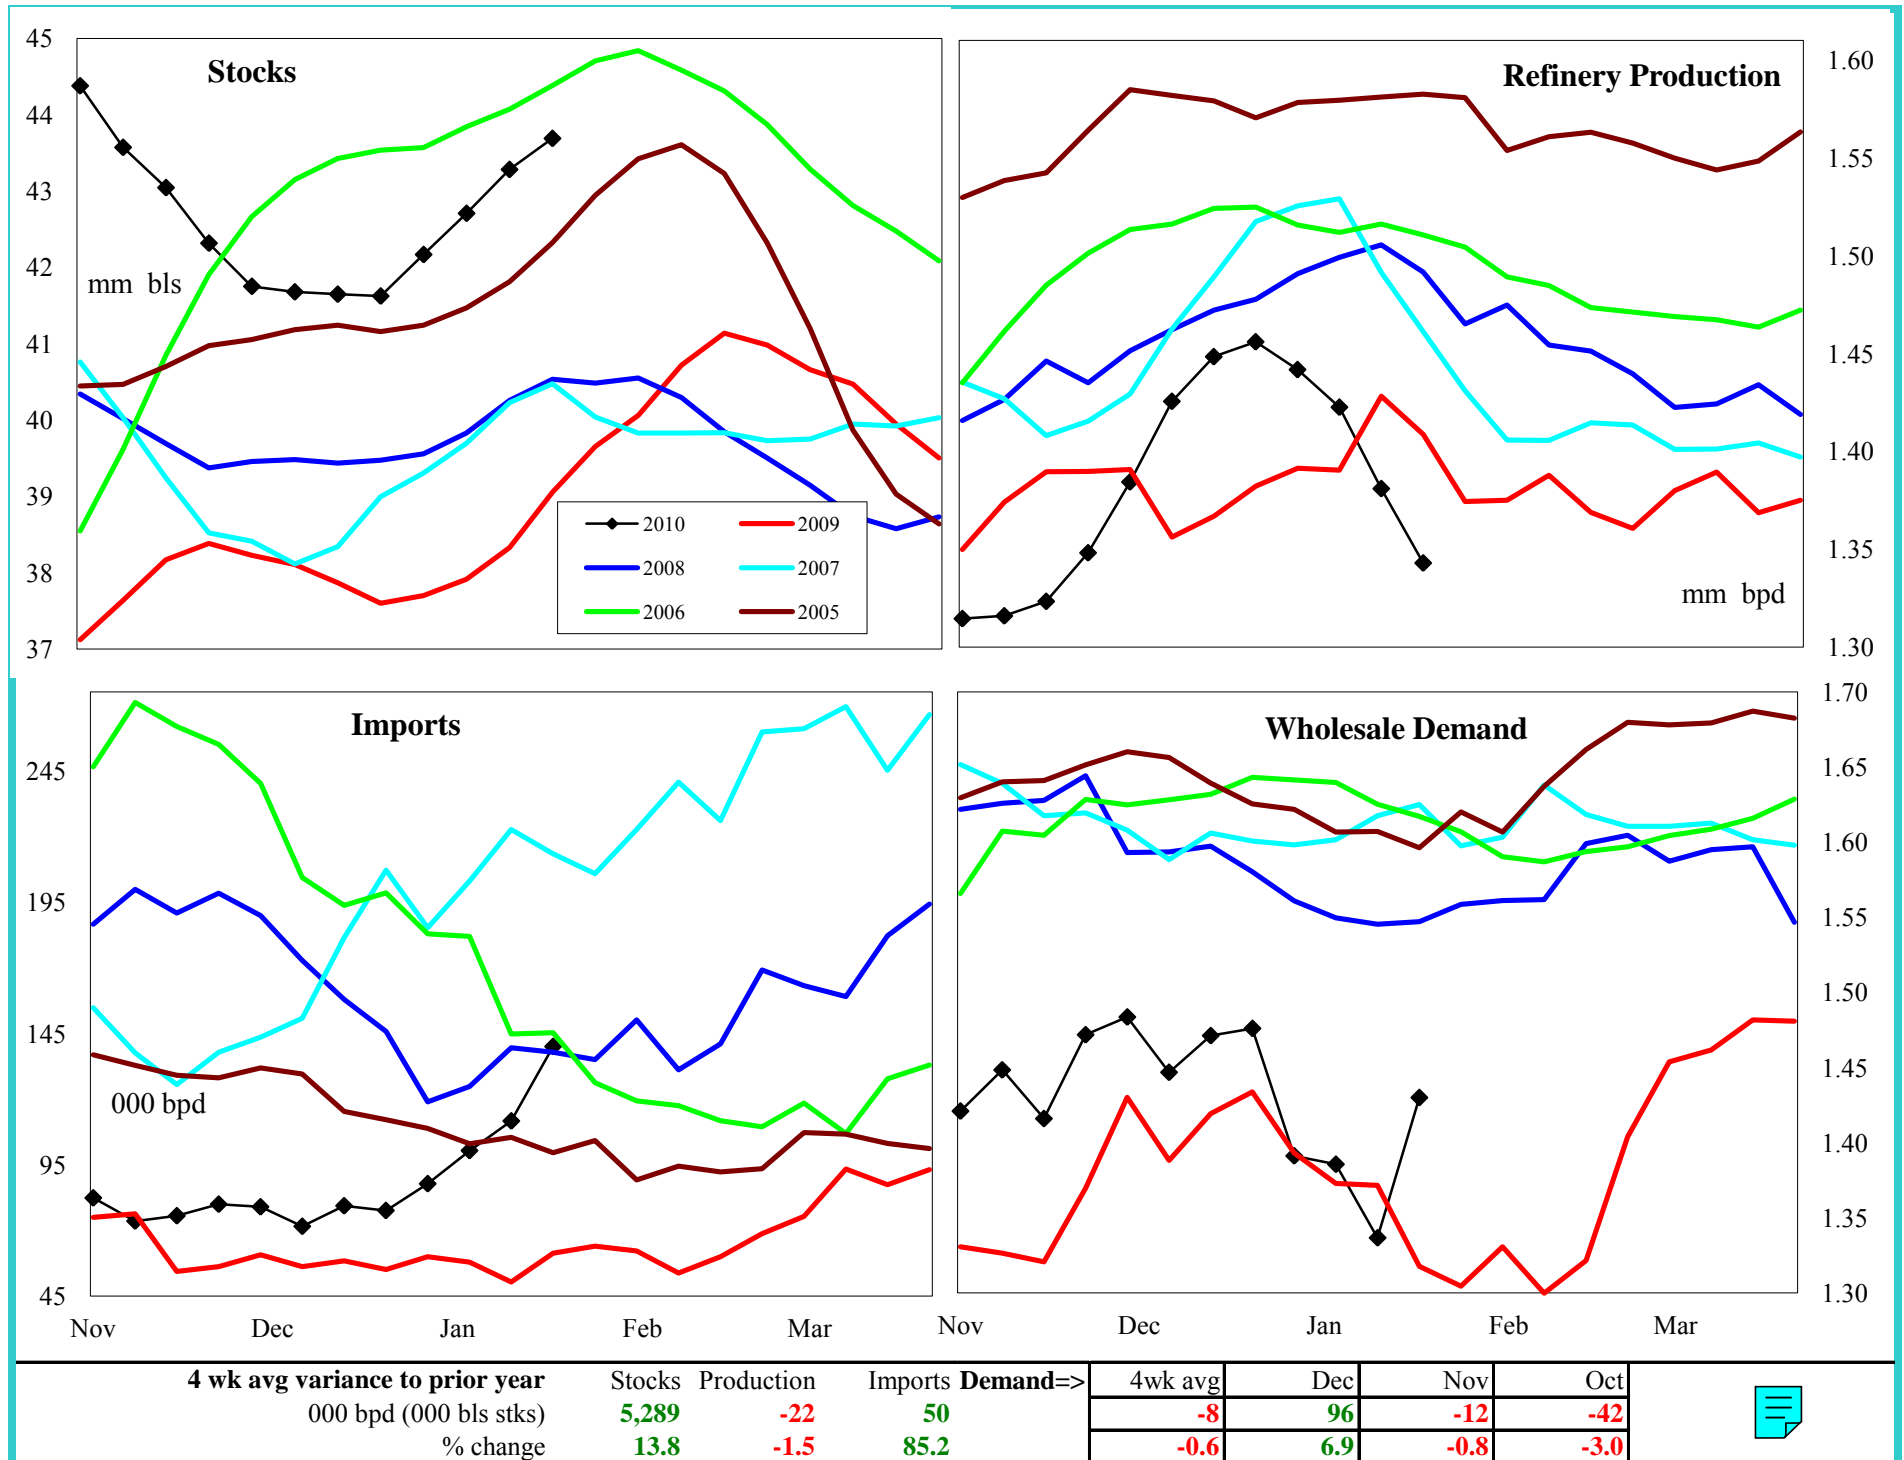 Stocks
45
44
43
42
41
40
39
38
37
mm bls
2010 2009
2008 2007
2006 2005
Refinery Production
1.60
1.55
1.50
1.45
1.40
1.35
1.30
mm bpd
Imports
245
195
145
95
45
000 bpd
Nov Dec Jan Feb Mar
Wholesale Demand
1.70
1.65
1.60
1.55
1.50
1.45
1.40
1.35
1.30
Nov Dec Jan Feb Mar
4 wk avg variance to prior year Stocks Production Imports Demand=> 4wk avg Dec Nov Oct
000 bpd (000 bls stks) 5,289 -22 50 -8 96 -12 -42
% change 13.8 -1.5 85.2 -0.6 6.9 -0.8 -3.0